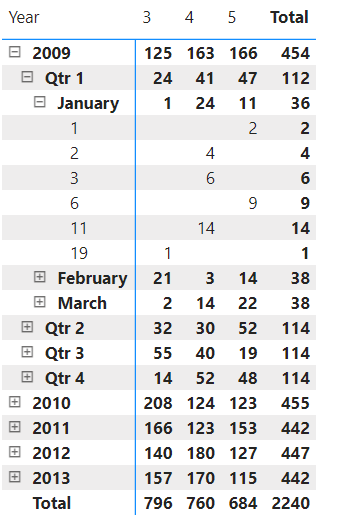 Year 3 4 5 Total
2009 125 163 166 454
Qtr 1 24 41 47 112
January 1 24 11 36
1 2 2
2 4 4
3 6 6
6 9 9
11 14 14
19 1 1
February 21 3 14 38
March 2 14 22 38
Qtr 2 32 30 52 114
Qtr 3 55 40 19 114
Qtr 4 14 52 48 114
2010 208 124 123 455
2011 166 123 153 442
2012 140 180 127 447
2013 157 170 115 442
Total 796 760 684 2240